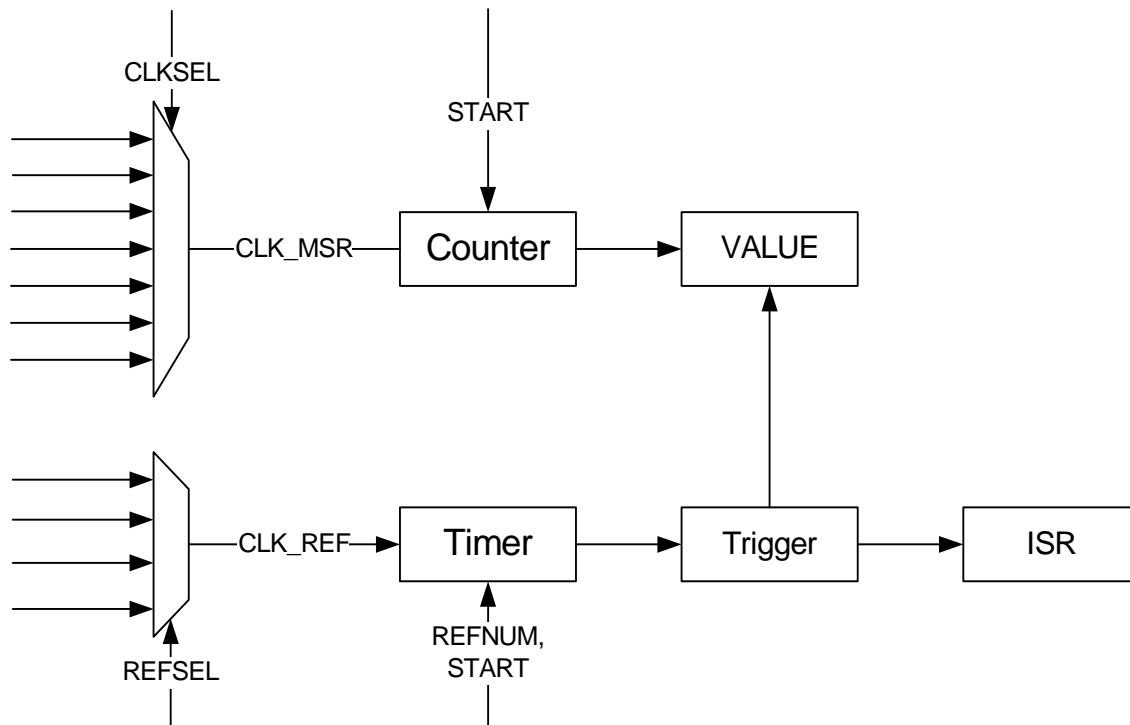 CLKSEL
START
CLK_MSR
Counter
VALUE
CLK_REF
Timer
Trigger
ISR
REFNUM,
START
REFSEL